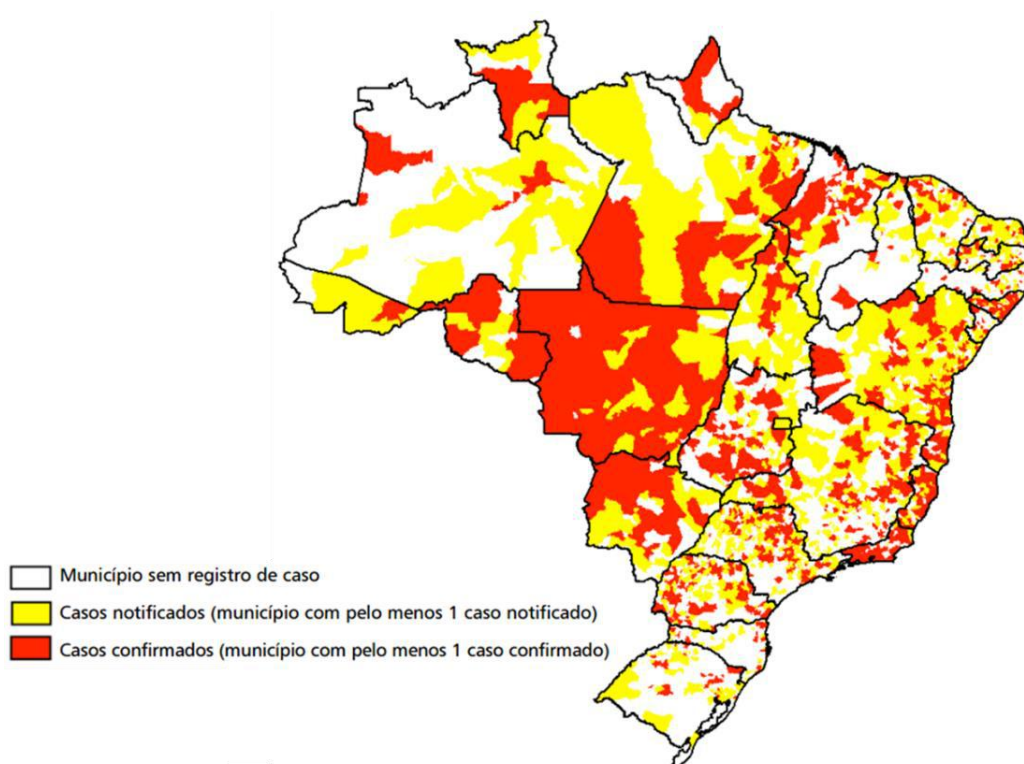 Município sem registro de caso
Casos notificados (município com pelo menos 1 caso notificado)
Casos confirmados (município com pelo menos 1 caso confirmado)